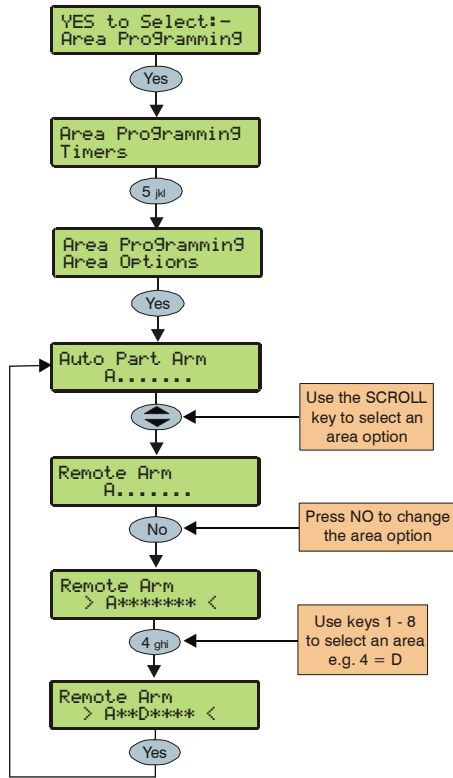 YES to Select:-
Area Programming
Yes
Area Programming
Timers
5 jkl
Area Programming
Area Options
Yes
Auto Part Arm
A.......
Use the SCROLL
key to select an
area option
Remote Arm
A.......
No
Press NO to change
the area option
Remote Arm
> A******* <
4 ghi
Use keys 1 - 8
to select an area
e.g. 4 = D
Remote Arm
> A**D**** <
Yes